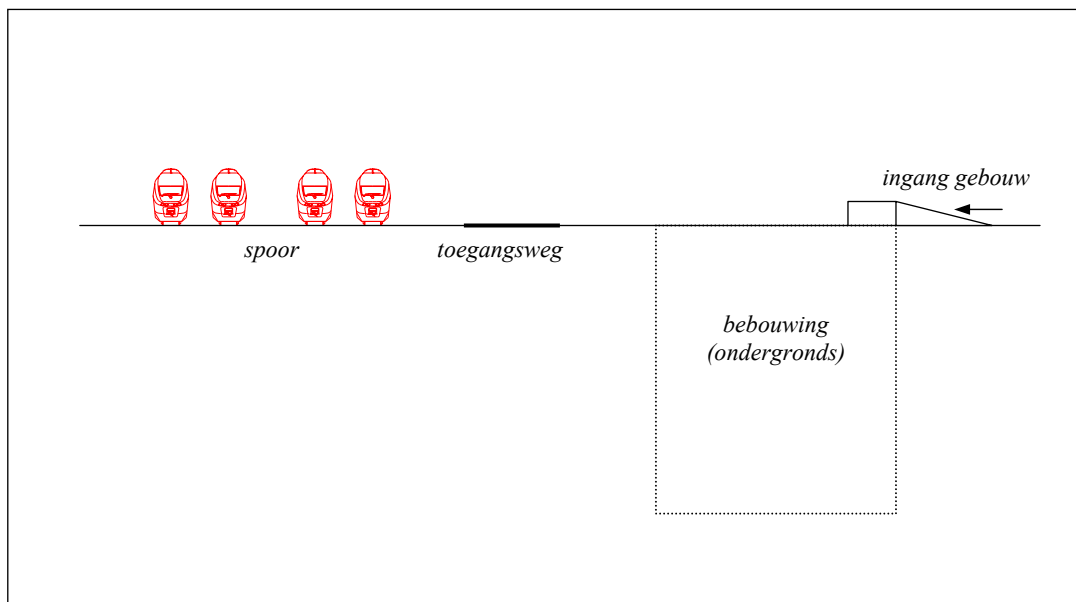 ingang gebouw
spoor
toegangsweg
bebouwing
(ondergronds)